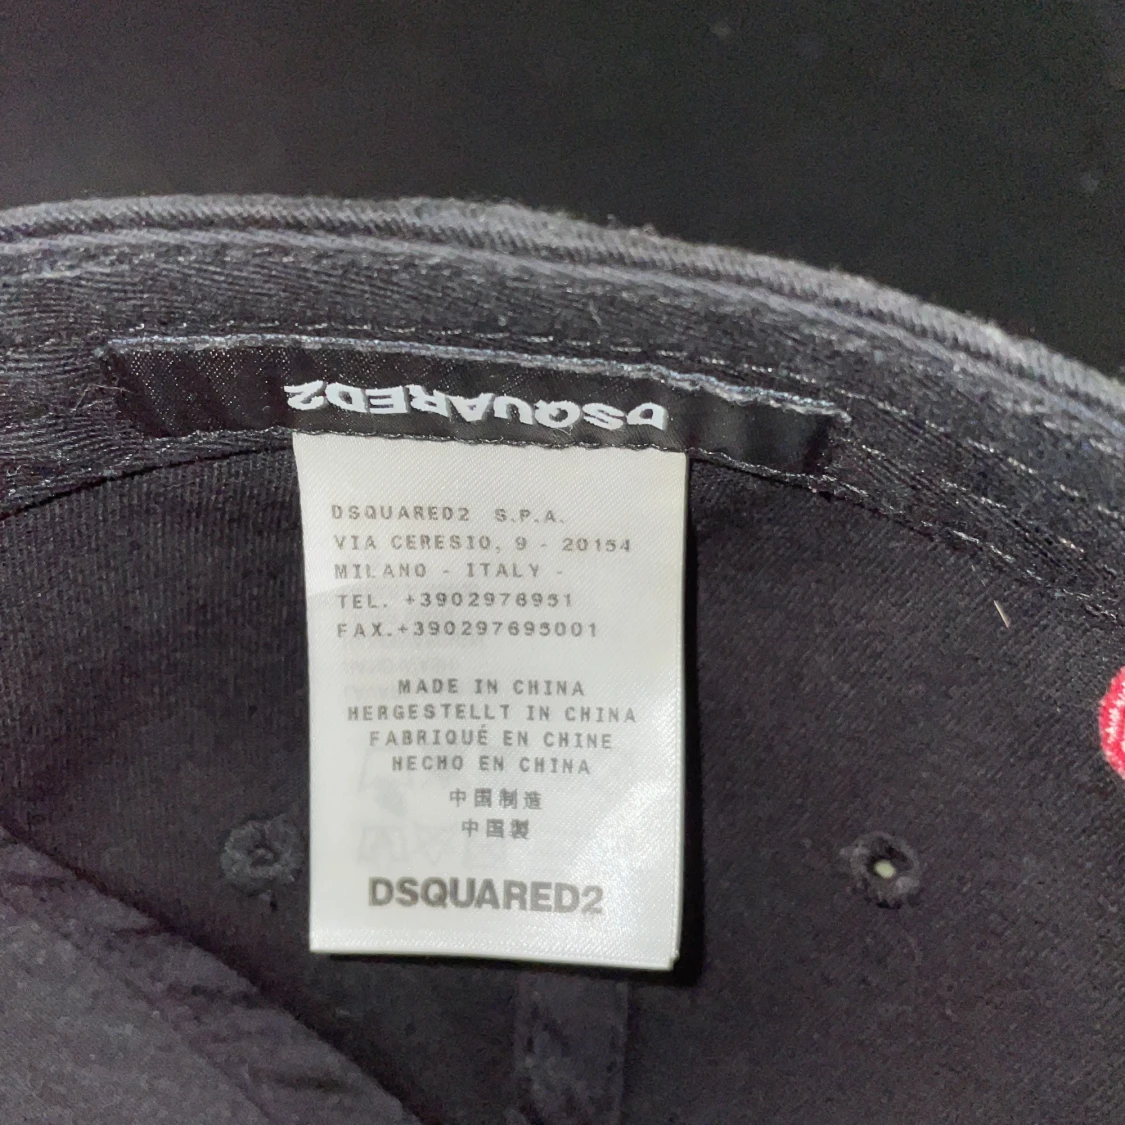 DSQUARED2
DSQUARED2 S.P.A.
VIA CERESIO, 9 - 20154
MILANO - ITALY -
TEL. +3902976951
FAX.+390297695001
MADE IN CHINA
HERGESTELLT IN CHINA
FABRIQUÉ EN CHINE
HECHO EN CHINA
中国制造
中国製
DSQUARED2